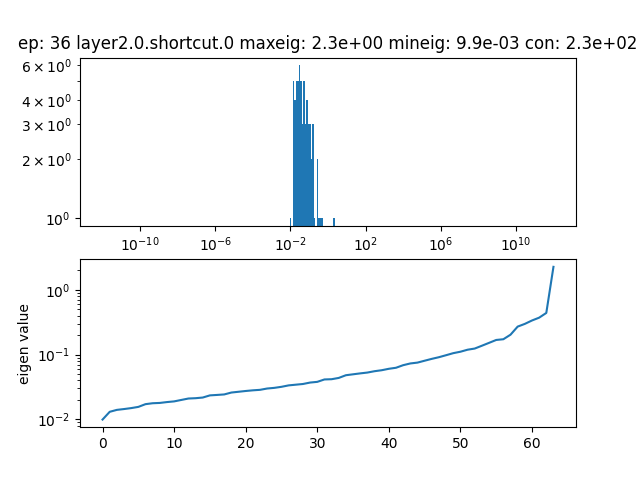 ep: 36 layer2.0.shortcut.0 maxeig: 2.3e+00 mineig: 9.9e-03 con: 2.3e+02
6 × 10⁰
4 × 10⁰
3 × 10⁰
2 × 10⁰
10⁰
10⁻¹⁰ 10⁻⁶ 10⁻² 10² 10⁶ 10¹⁰
eigen value
10⁰
10⁻¹
10⁻²
0 10 20 30 40 50 60